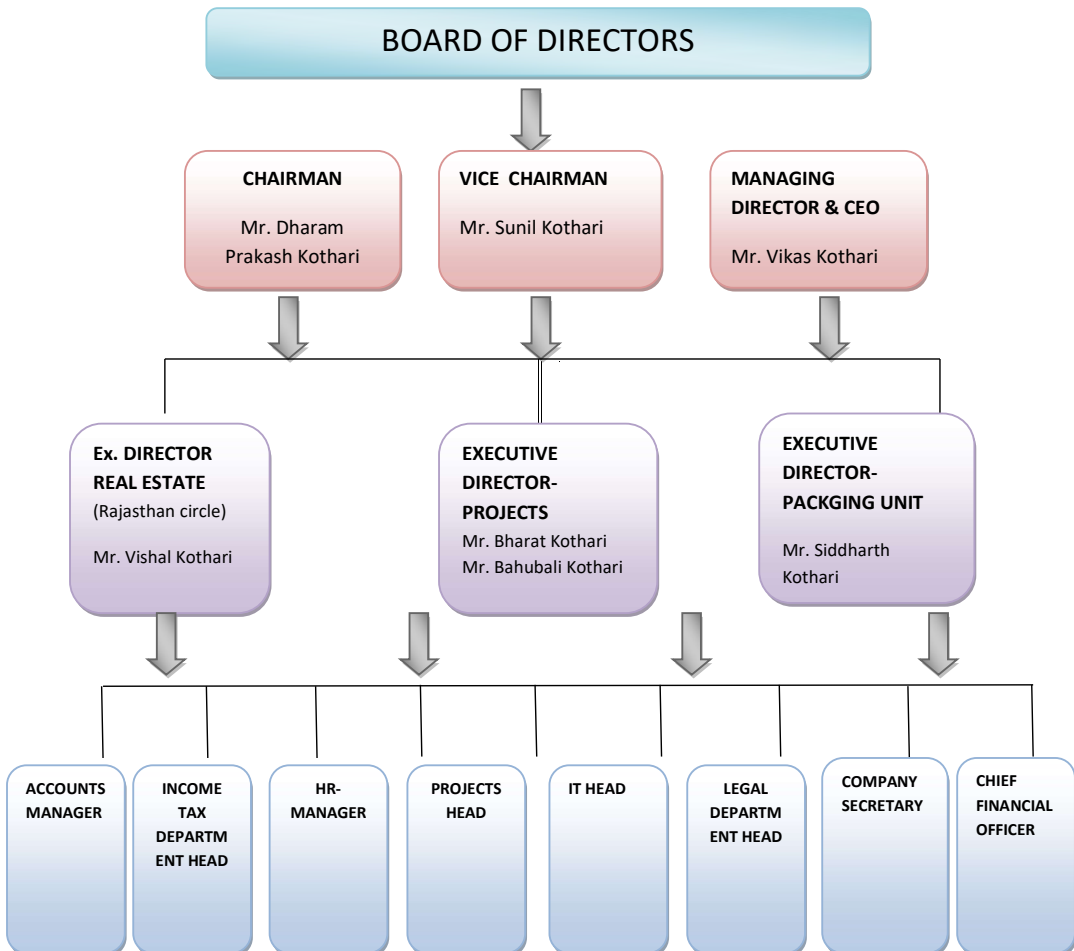 BOARD OF DIRECTORS
CHAIRMAN
Mr. Dharam
Prakash Kothari
VICE CHAIRMAN
Mr. Sunil Kothari
MANAGING
DIRECTOR & CEO
Mr. Vikas Kothari
Ex. DIRECTOR
REAL ESTATE
(Rajasthan circle)
Mr. Vishal Kothari
EXECUTIVE
DIRECTOR-
PROJECTS
Mr. Bharat Kothari
Mr. Bahubali Kothari
EXECUTIVE
DIRECTOR-
PACKGING UNIT
Mr. Siddharth
Kothari
ACCOUNTS
MANAGER
INCOME
TAX
DEPARTM
ENT HEAD
HR-
MANAGER
PROJECTS
HEAD
IT HEAD
LEGAL
DEPARTM
ENT HEAD
COMPANY
SECRETARY
CHIEF
FINANCIAL
OFFICER